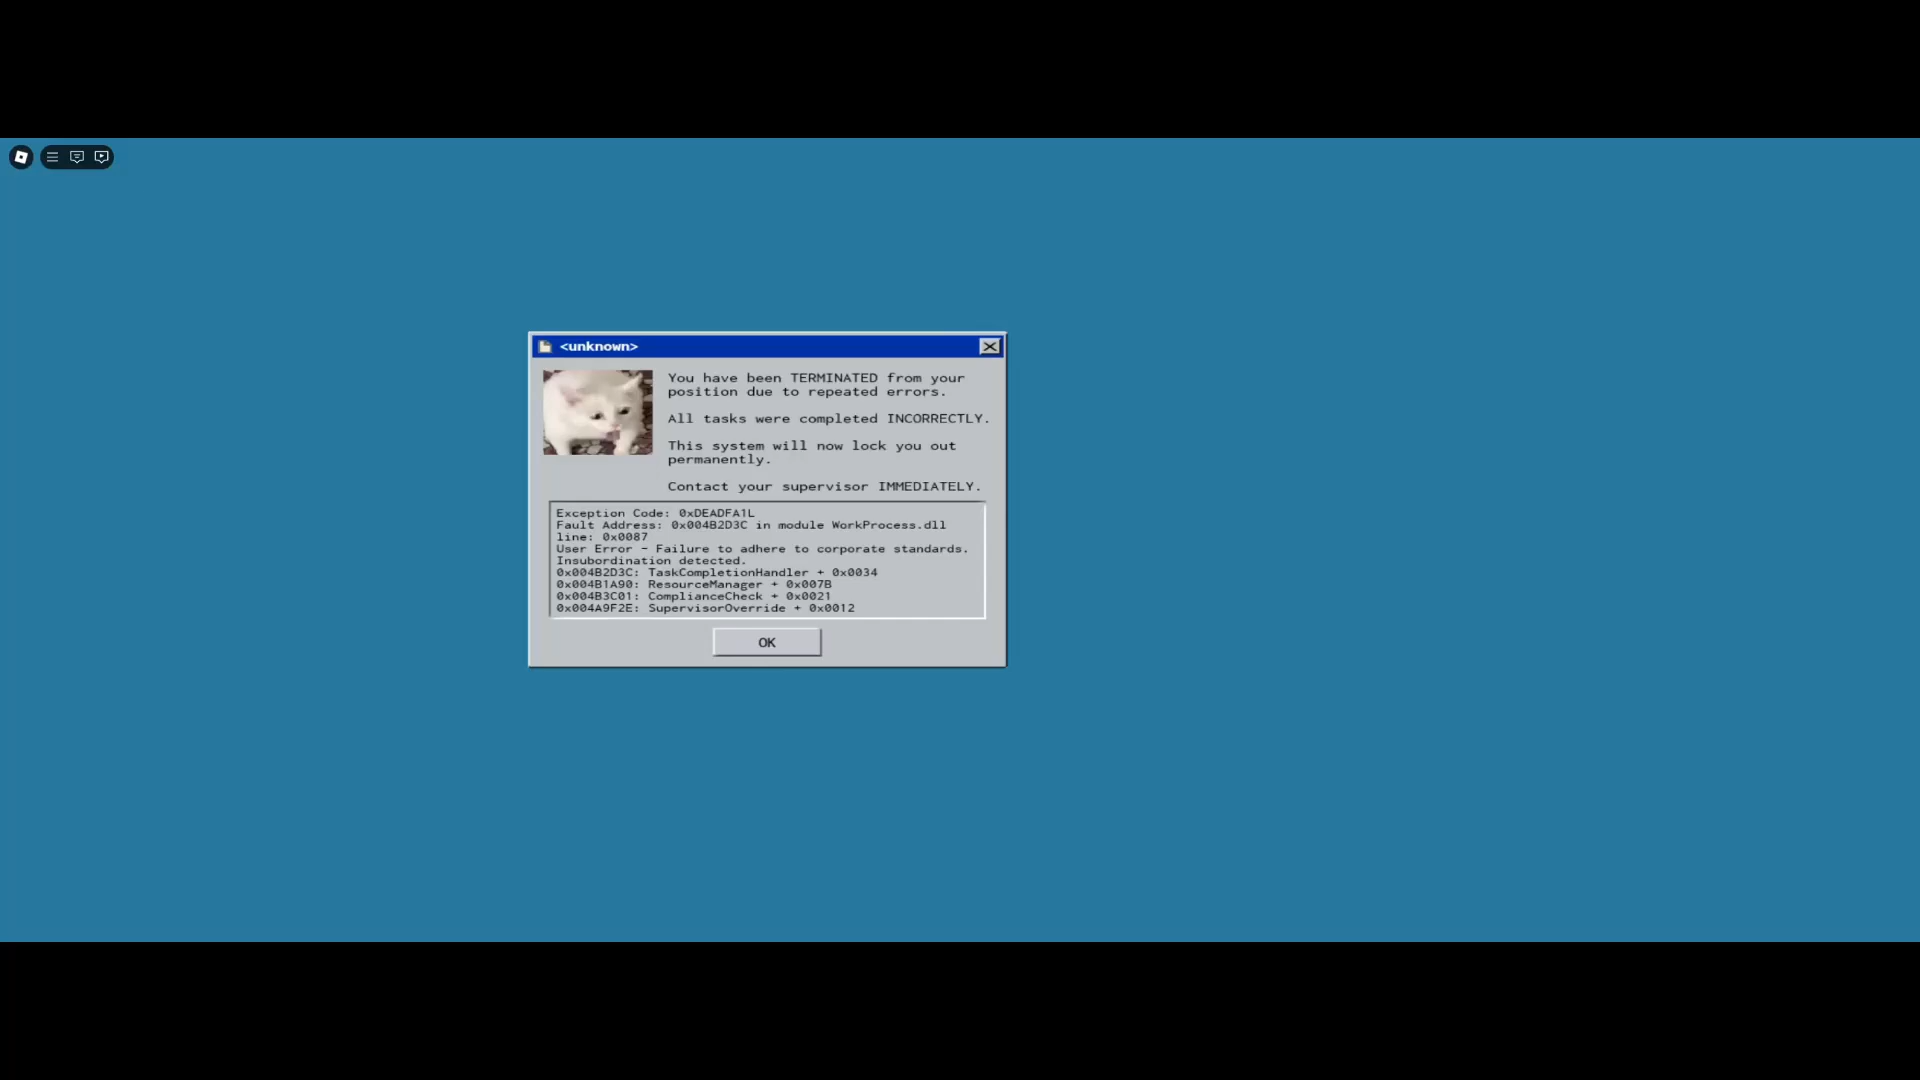 <unknown>
You have been TERMINATED from your
position due to repeated errors.
All tasks were completed INCORRECTLY.
This system will now lock you out
permanently.
Contact your supervisor IMMEDIATELY.
Exception Code: 0xDEADFA1L
Fault Address: 0x004B2D3C in module WorkProcess.dll
line: 0x0087
User Error - Failure to adhere to corporate standards.
Insubordination detected.
0x004B2D3C: TaskCompletionHandler + 0x0034
0x004B1A90: ResourceManager + 0x007B
0x004B3C01: ComplianceCheck + 0x0021
0x004A9F2E: SupervisorOverride + 0x0012
OK